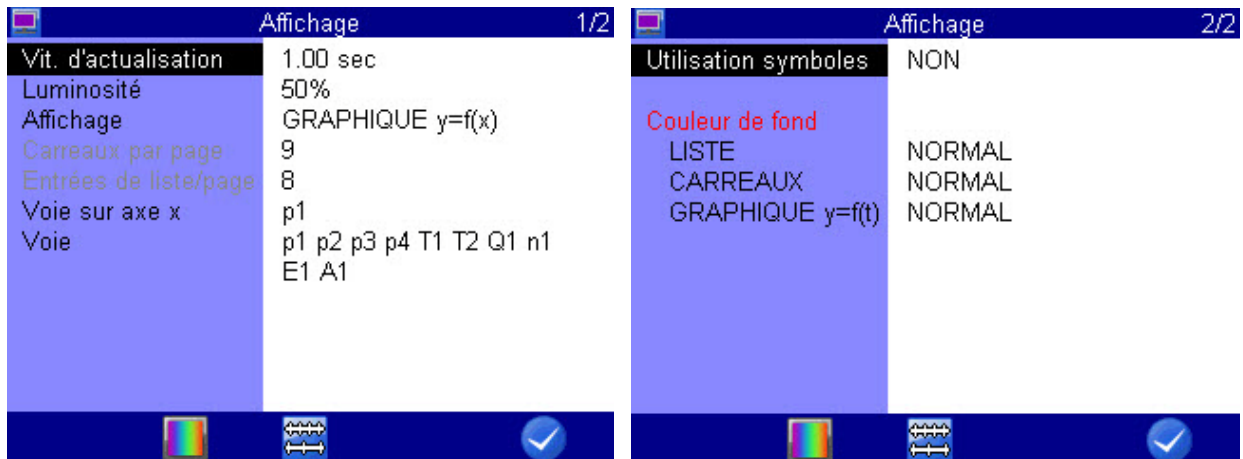 Affichage 1/2
Vit. d'actualisation 1.00 sec
Luminosité 50%
Affichage GRAPHIQUE y=f(x)
Carreaux par page 9
Entrées de liste/page 8
Voie sur axe x p1
Voie p1 p2 p3 p4 T1 T2 Q1 n1
E1 A1
Affichage 2/2
Utilisation symboles NON
Couleur de fond
LISTE NORMAL
CARREAUX NORMAL
GRAPHIQUE y=f(t) NORMAL